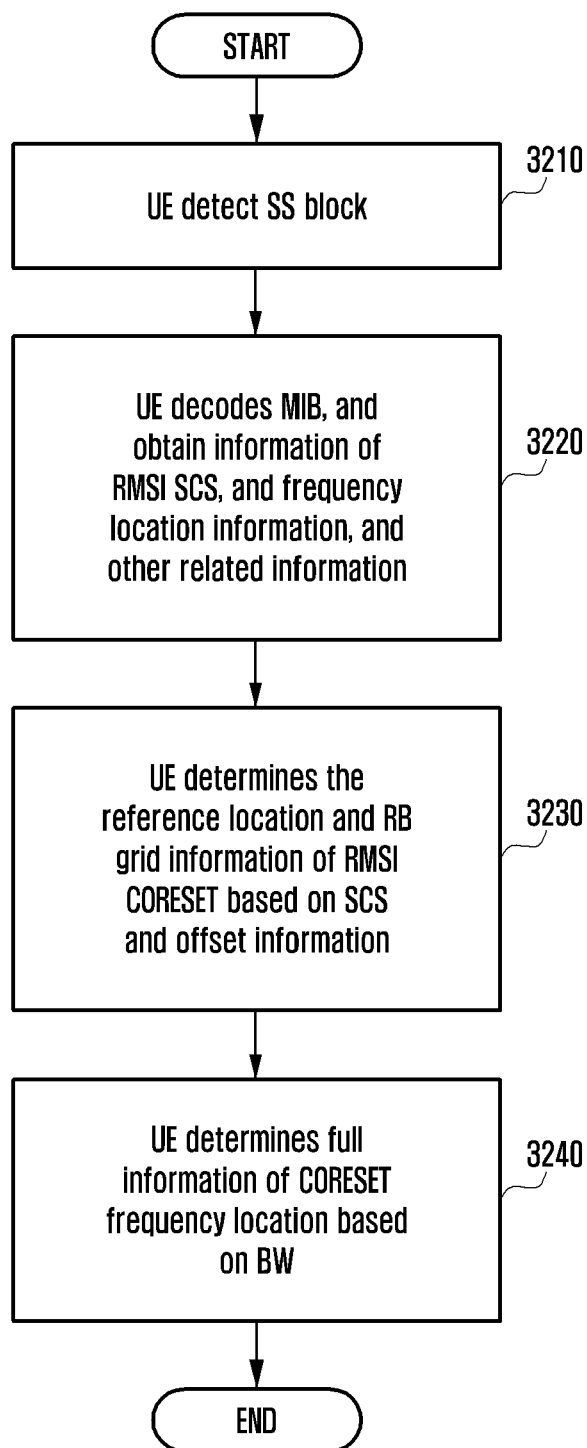 START
UE detect SS block
3210
UE decodes MIB, and
obtain information of
RMSI SCS, and frequency
location information, and
other related information
3220
UE determines the
reference location and RB
grid information of RMSI
CORESET based on SCS
and offset information
3230
UE determines full
information of CORESET
frequency location based
on BW
3240
END